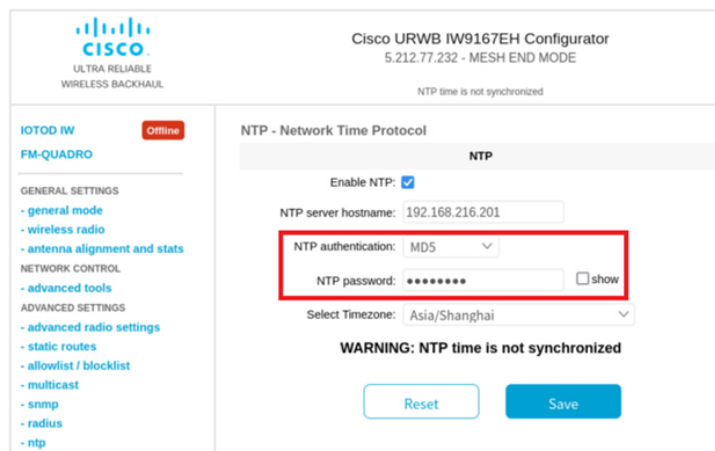 CISCO
ULTRA RELIABLE
WIRELESS BACKHAUL
Cisco URWB IW9167EH Configurator
5.212.77.232 - MESH END MODE
NTP time is not synchronized
IOTOD IW Offline
FM-QUADRO
GENERAL SETTINGS
- general mode
- wireless radio
- antenna alignment and stats
NETWORK CONTROL
- advanced tools
ADVANCED SETTINGS
- advanced radio settings
- static routes
- allowlist / blocklist
- multicast
- snmp
- radius
- ntp
NTP - Network Time Protocol
NTP
Enable NTP:
NTP server hostname: 192.168.216.201
NTP authentication: MD5
NTP password: •••••••• show
Select Timezone: Asia/Shanghai
WARNING: NTP time is not synchronized
Reset Save